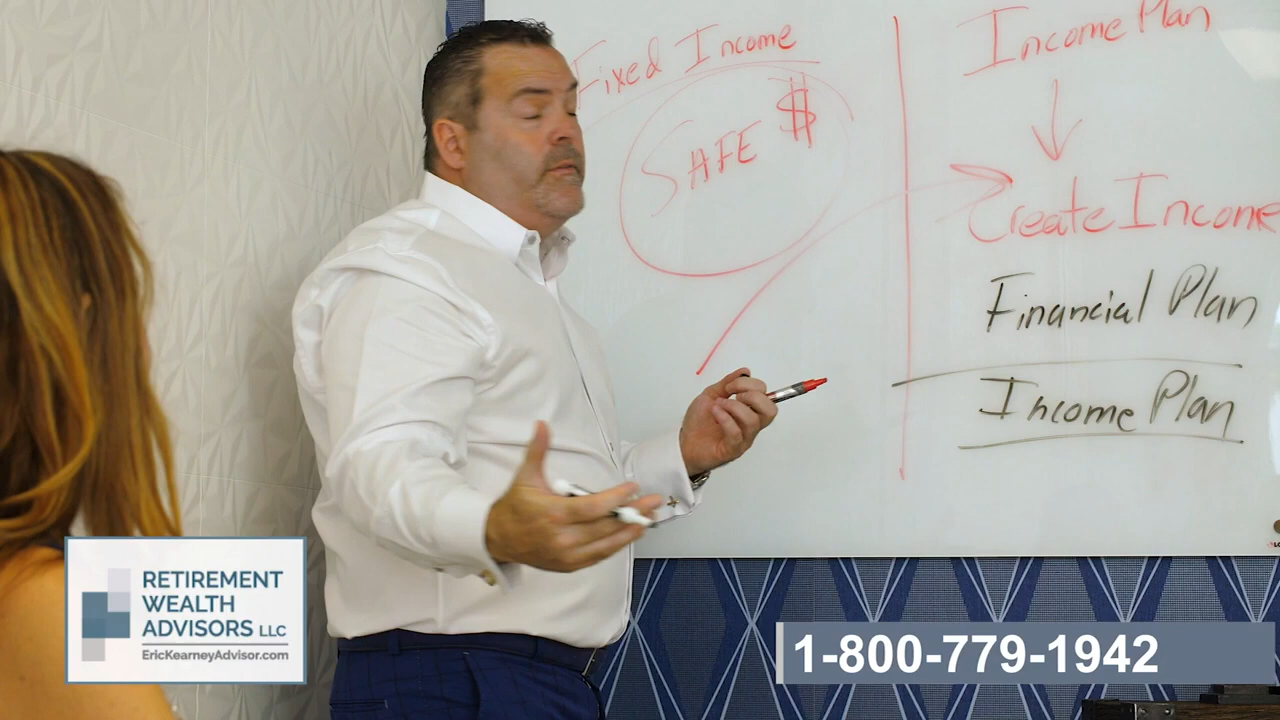 Fixed Income
SAFE $
Income Plan
Create Income
Financial Plan
Income Plan
RETIREMENT
WEALTH
ADVISORS LLC
EricKearneyAdvisor.com
1-800-779-1942